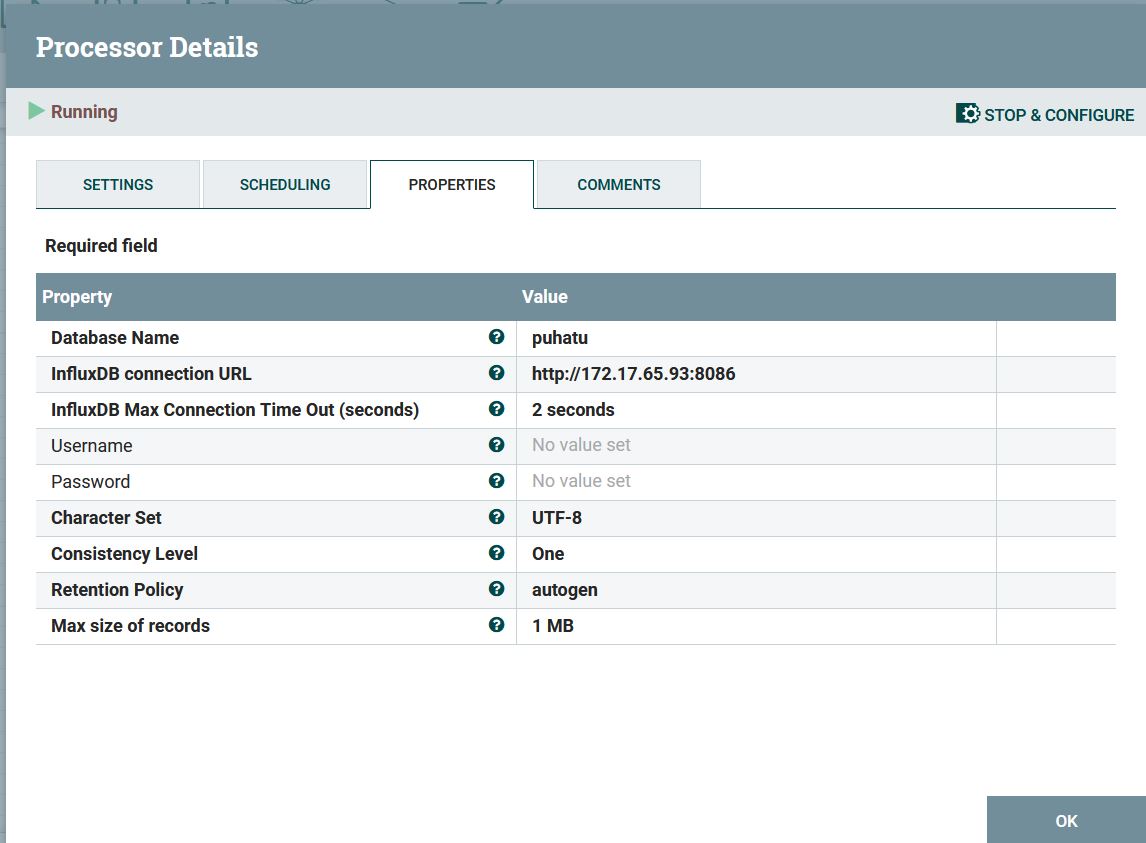 Processor Details
Running
STOP & CONFIGURE
SETTINGS SCHEDULING PROPERTIES COMMENTS
Required field
Property Value
Database Name puhatu
InfluxDB connection URL http://172.17.65.93:8086
InfluxDB Max Connection Time Out (seconds) 2 seconds
Username No value set
Password No value set
Character Set UTF-8
Consistency Level One
Retention Policy autogen
Max size of records 1 MB
OK